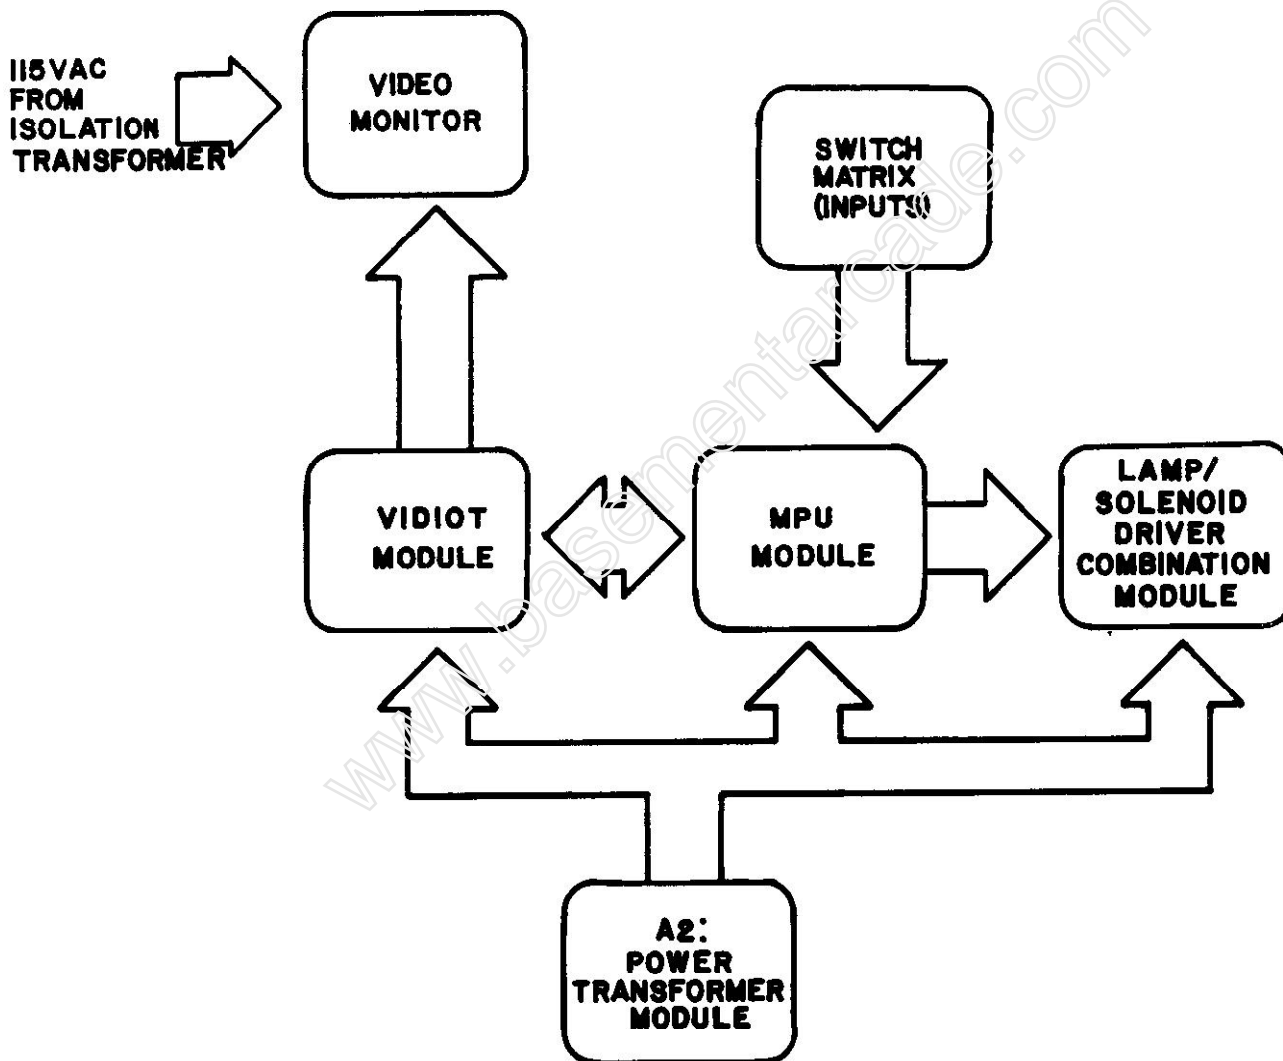 115VAC
FROM
ISOLATION
TRANSFORMER
VIDEO
MONITOR
SWITCH
MATRIX
(INPUTS)
VIDIOT
MODULE
MPU
MODULE
LAMP/
SOLENOID
DRIVER
COMBINATION
MODULE
A2:
POWER
TRANSFORMER
MODULE
www.basementarcade.com